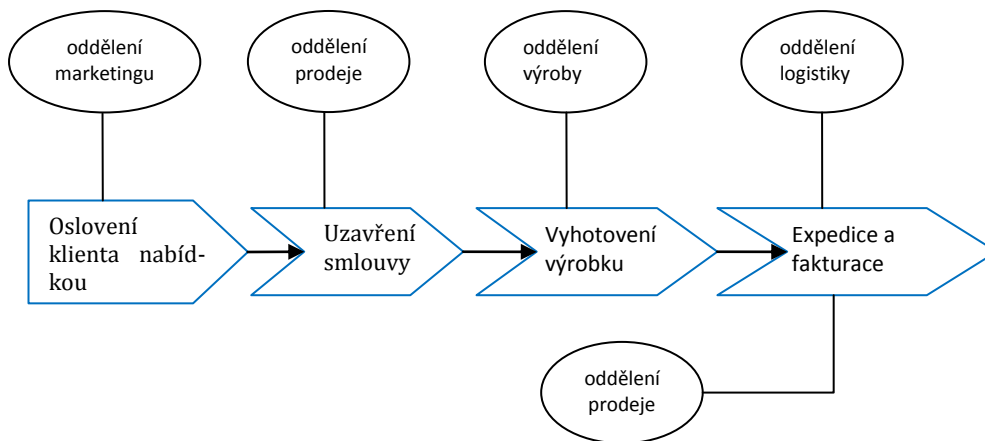 oddělení
marketingu
oddělení
prodeje
oddělení
výroby
oddělení
logistiky
Oslovení
klienta nabíd-
kou
Uzavření
smlouvy
Vyhotovení
výrobku
Expedice a
fakturace
oddělení
prodeje